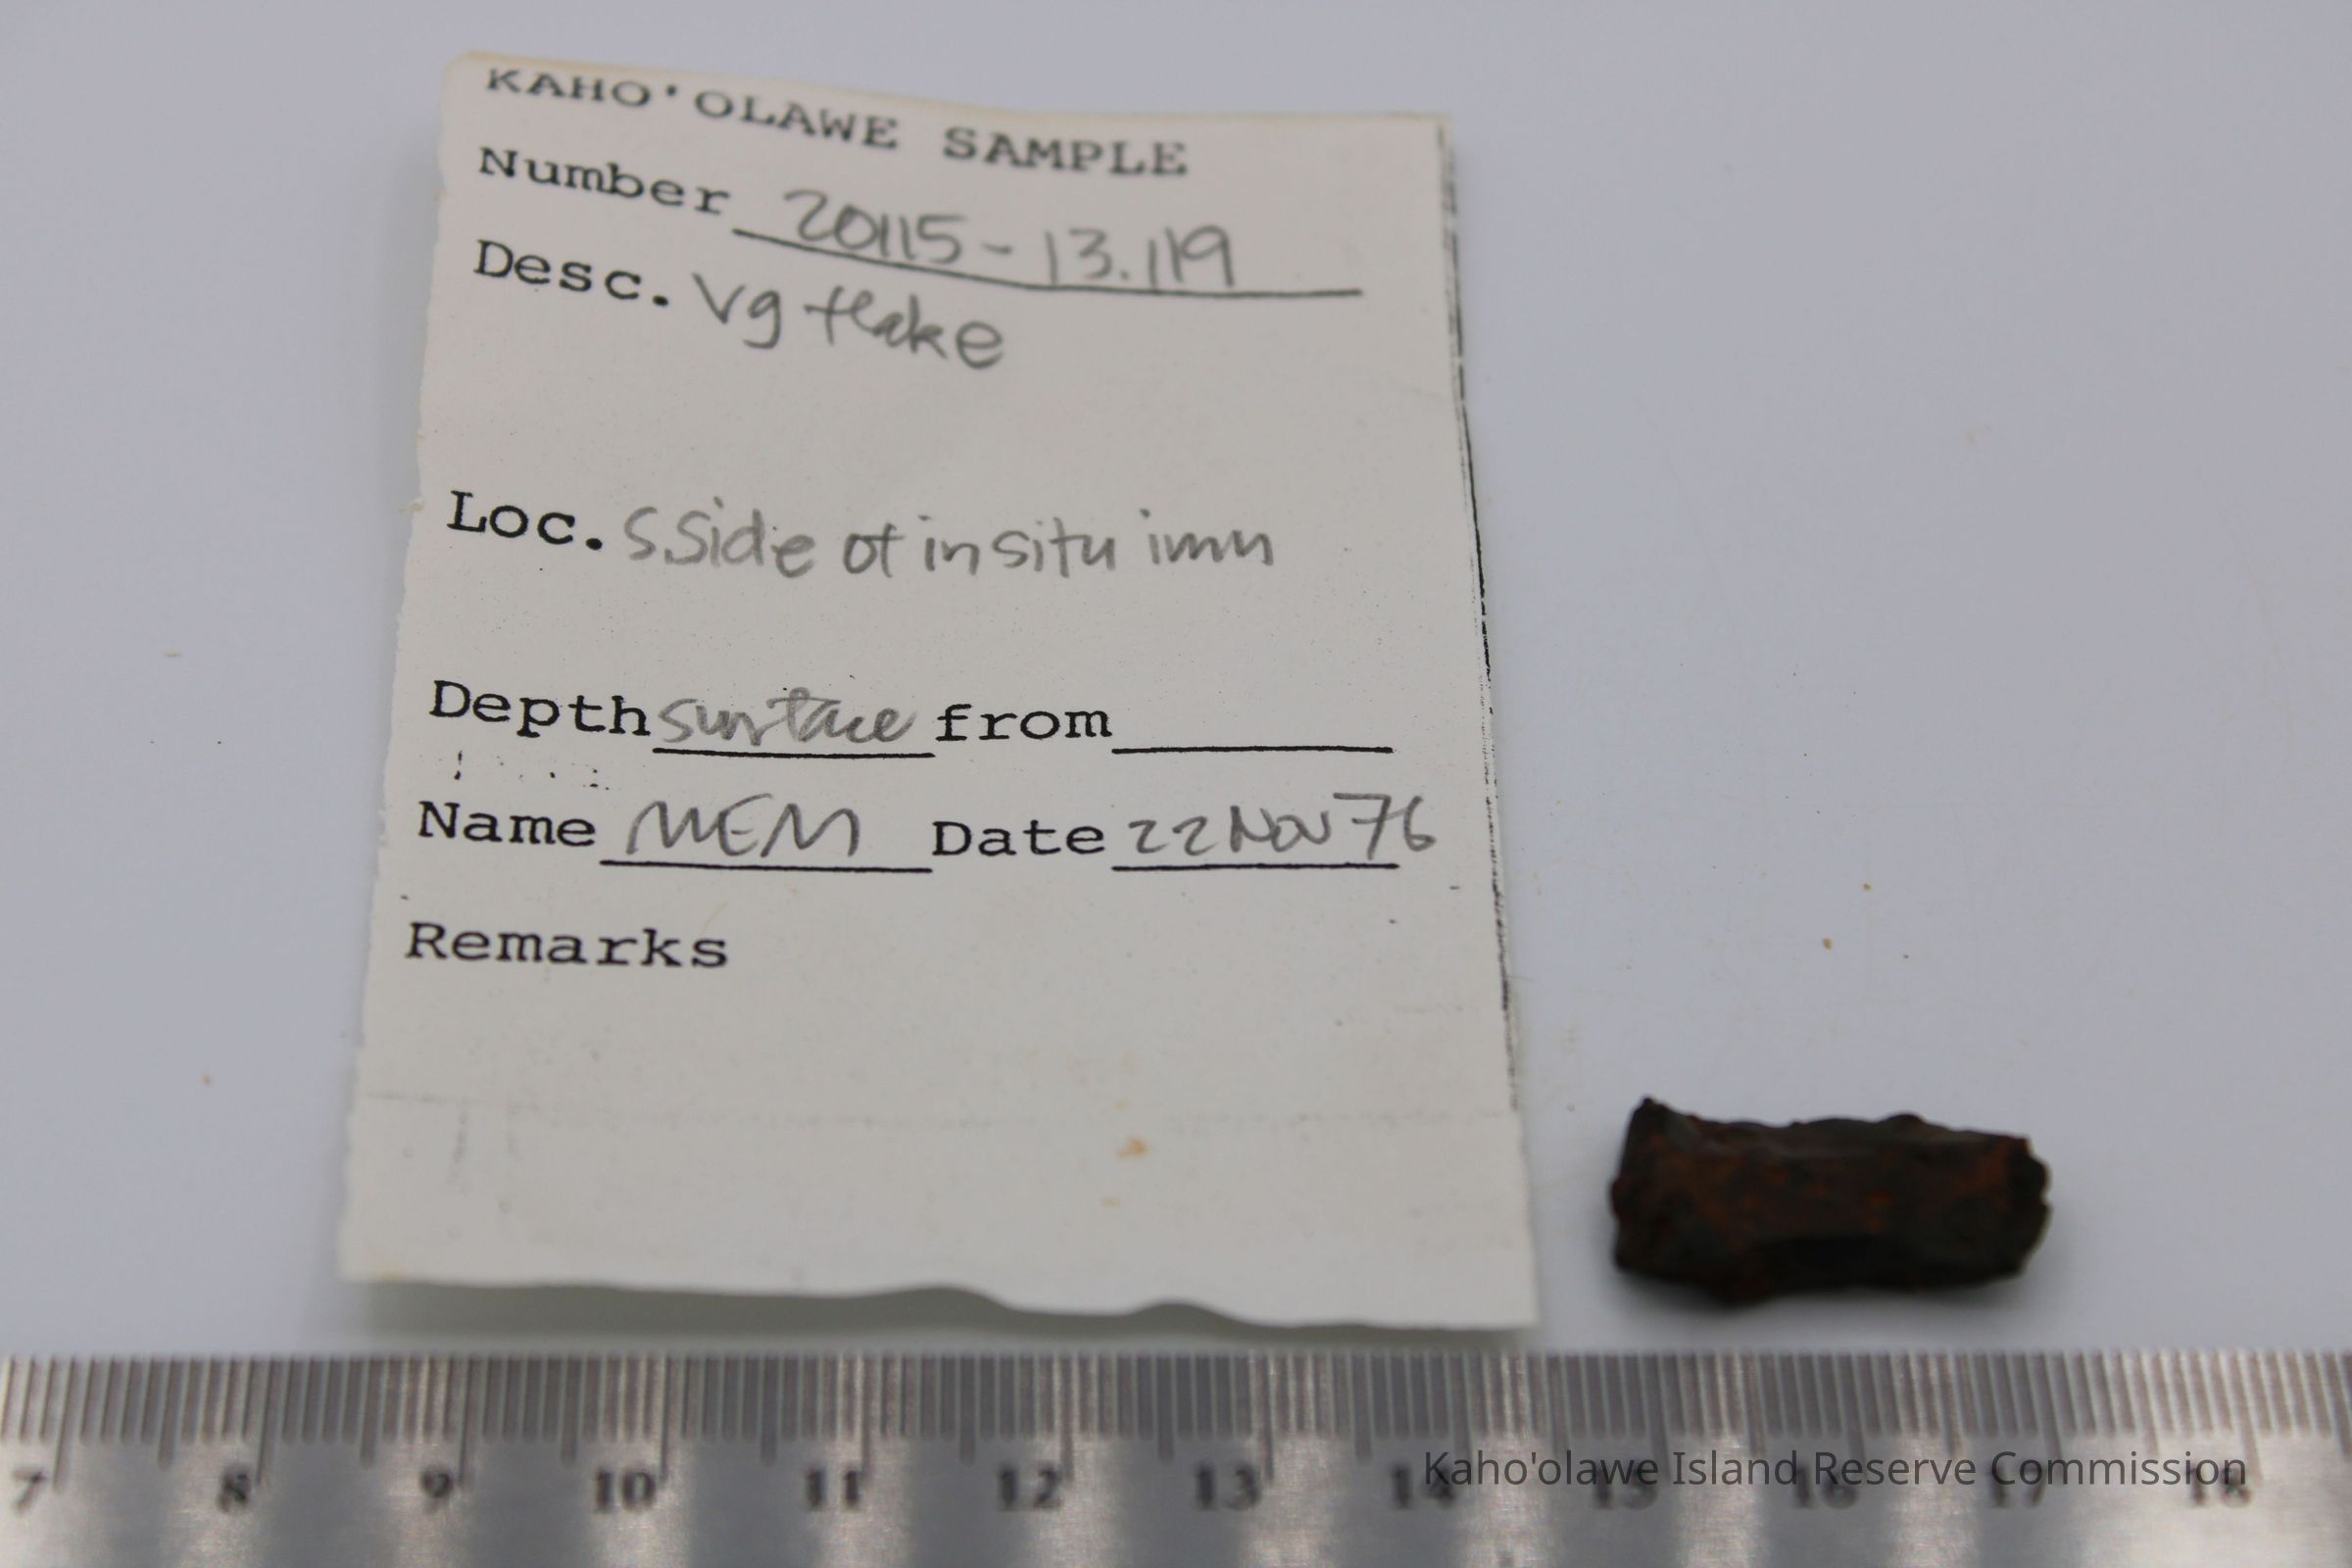 KAHO'OLAWE SAMPLE
Number 20115-13.119
Desc. Vg flake
Loc. S. Side of in situ imu
Depth surface from
Name MEM Date 22 Nov 76
Remarks
7 8 9 10 11 12 13 14 15 16 17 18
Kaho'olawe Island Reserve Commission